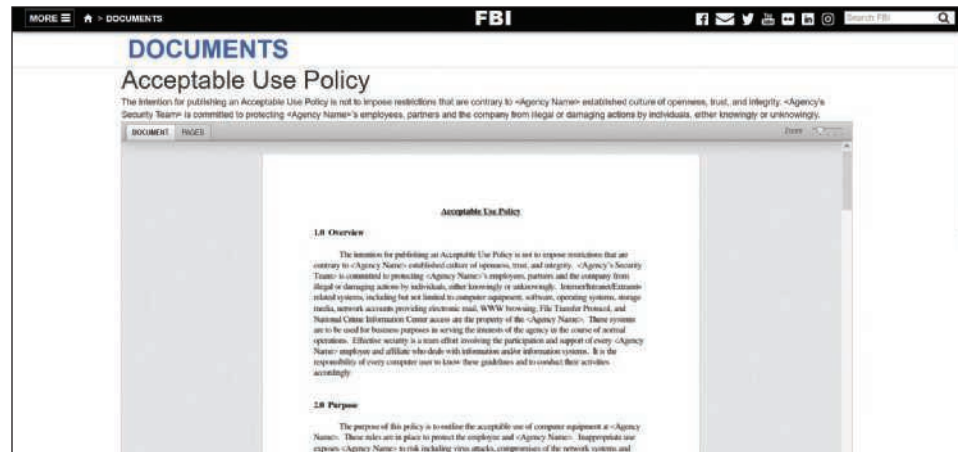 MORE > DOCUMENTS FBI Search FBI
DOCUMENTS
Acceptable Use Policy
The Intention for publishing an Acceptable Use Policy is not to impose restrictions that are contrary to <Agency Name> established culture of openness, trust, and integrity. <Agency's
Security Team> is committed to protecting <Agency Name>'s employees, partners and the company from illegal or damaging actions by individuals, either knowingly or unknowingly.
DOCUMENT PAGES Zoom
Acceptable Use Policy
1.0 Overview
The intention for publishing an Acceptable Use Policy is not to impose restrictions that are
contrary to <Agency Name> established culture of openness, trust, and integrity. <Agency's Security
Team> is committed to protecting <Agency Name>'s employees, partners and the company from
illegal or damaging actions by individuals, either knowingly or unknowingly. Internet/Intranet/Extranet-
related systems, including but not limited to computer equipment, software, operating systems, storage
media, network accounts providing electronic mail, WWW browsing, File Transfer Protocol, and
National Crime Information Center access are the property of the <Agency Name>. These systems
are to be used for business purposes in serving the interests of the agency in the course of normal
operations. Effective security is a team effort involving the participation and support of every <Agency
Name> employee and affiliate who deals with information and/or information systems. It is the
responsibility of every computer user to know these guidelines and to conduct their activities
accordingly.
2.0 Purpose
The purpose of this policy is to outline the acceptable use of computer equipment at <Agency
Name>. These rules are in place to protect the employee and <Agency Name>. Inappropriate use
exposes <Agency Name> to risk including virus attacks, compromises of the network systems and